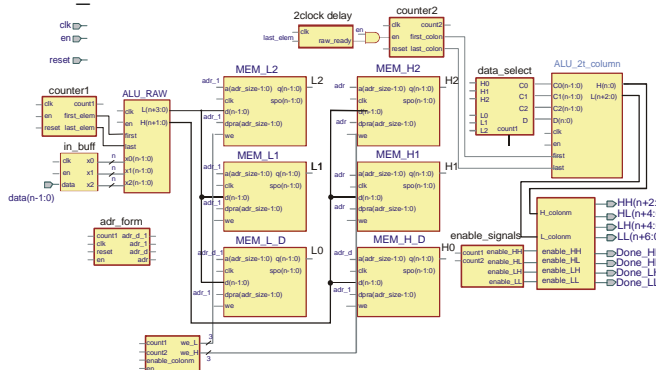 clk
en
reset
counter1
clk count1
en first_elem
reset last_elem
in_buff
clk x0
en x1
data x2
n
n
n
data(n-1:0)
ALU_RAW
clk L(n+3:0)
en H(n+1:0)
first
last
x0(n-1:0)
x1(n-1:0)
x2(n-1:0)
adr_form
count1 adr_d_1
clk adr_1
reset adr_d
en adr
count1 we_L
count2 we_H
enable_colonm
en
3
3
2clock delay
last_elem
clk
raw_ready
en
counter2
clk count2
en first_colon
reset last_colon
MEM_L2
adr_1
a(adr_size-1:0) q(n-1:0)
clk spo(n-1:0)
d(n-1:0)
dpra(adr_size-1:0)
we
L2
MEM_L1
adr_1
a(adr_size-1:0) q(n-1:0)
clk spo(n-1:0)
adr_1
d(n-1:0)
dpra(adr_size-1:0)
we
L1
MEM_L_D
adr_d_1
a(adr_size-1:0) q(n-1:0)
clk spo(n-1:0)
d(n-1:0)
adr_1
dpra(adr_size-1:0)
we
L0
MEM_H2
adr
a(adr_size-1:0) q(n-1:0)
clk spo(n-1:0)
d(n-1:0)
dpra(adr_size-1:0)
we
H2
MEM_H1
adr
a(adr_size-1:0) q(n-1:0)
clk spo(n-1:0)
adr
d(n-1:0)
dpra(adr_size-1:0)
we
H1
MEM_H_D
adr_d
a(adr_size-1:0) q(n-1:0)
clk spo(n-1:0)
d(n-1:0)
adr
dpra(adr_size-1:0)
we
H0
data_select
H0 C0
H1 C1
H2
C2
L0
L1 D
L2 count1
ALU_2t_column
C0(n-1:0) H(n:0)
C1(n-1:0) L(n+2:0)
C2(n-1:0)
D(n:0)
clk
en
first
last
enable_signals
count1 enable_HH
count2 enable_HL
enable_LH
enable_LL
H_colonm
L_colonm
enable_HH
enable_HL
enable_LH
enable_LL
HH(n+2:
HL(n+4:
LH(n+4:
LL(n+6:0
Done_H
Done_H
Done_L
Done_LL